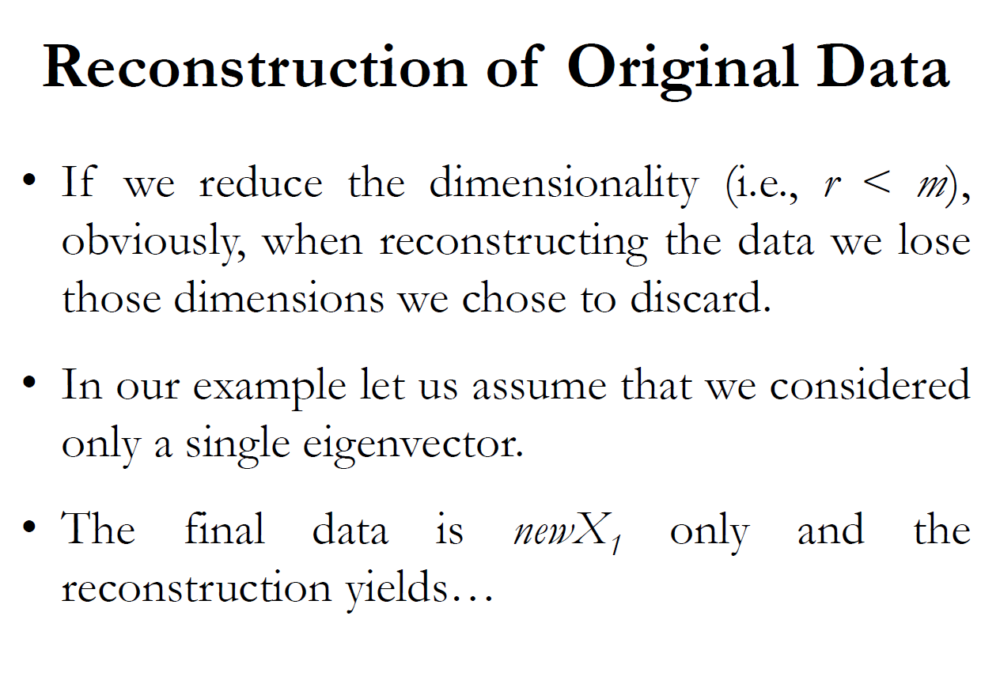 Reconstruction of Original Data
• If we reduce the dimensionality (i.e., r < m),
obviously, when reconstructing the data we lose
those dimensions we chose to discard.
• In our example let us assume that we considered
only a single eigenvector.
• The final data is newX1 only and the
reconstruction yields…